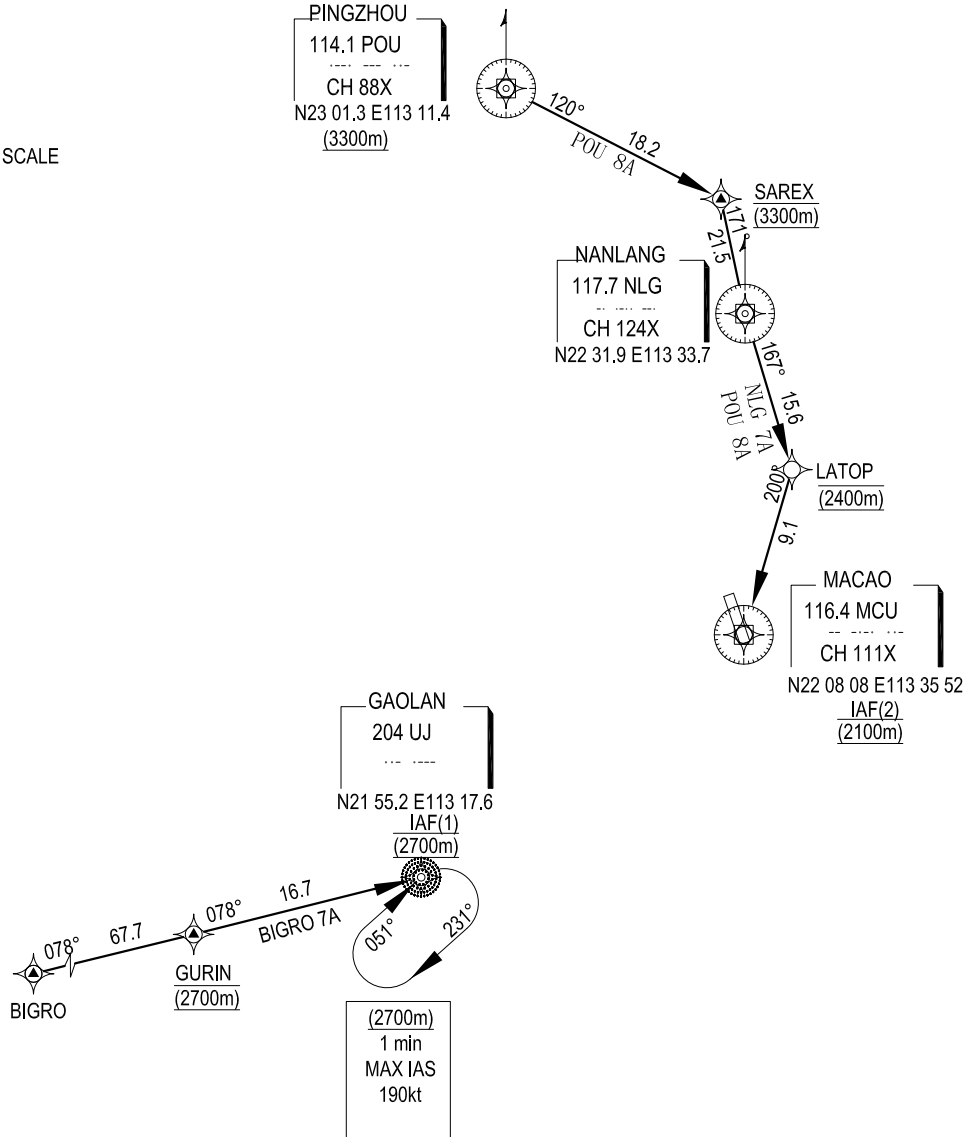 PINGZHOU
114.1 POU
CH 88X
N23 01.3 E113 11.4
(3300m)
SCALE
120°
18.2
POU 8A
SAREX
(3300m)
171°
21.5
NANLANG
117.7 NLG
CH 124X
N22 31.9 E113 33.7
167°
15.6
NLG 7A
POU 8A
LATOP
(2400m)
200°
9.1
MACAO
116.4 MCU
CH 111X
N22 08 08 E113 35 52
IAF(2)
(2100m)
GAOLAN
204 UJ
N21 55.2 E113 17.6
IAF(1)
(2700m)
078°
67.7
078°
16.7
BIGRO 7A
051°
231°
GURIN
(2700m)
BIGRO
(2700m)
1 min
MAX IAS
190kt